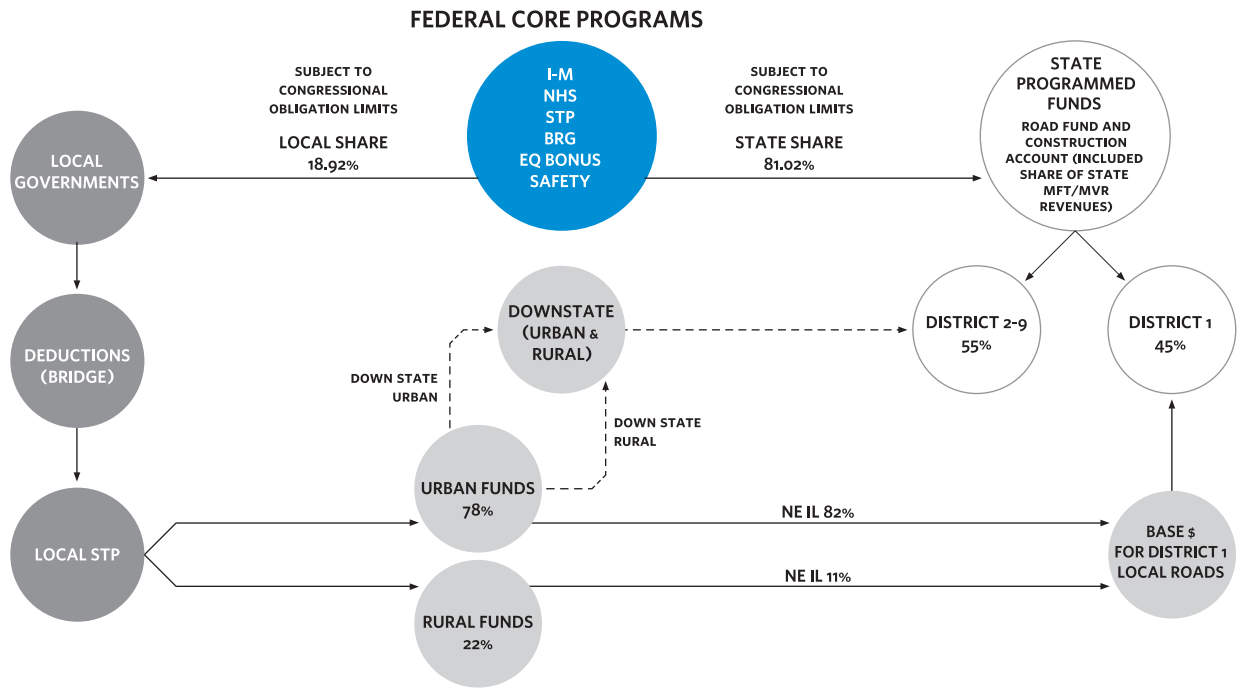 FEDERAL CORE PROGRAMS
SUBJECT TO
CONGRESSIONAL
OBLIGATION LIMITS
LOCAL SHARE
18.92%
I-M
NHS
STP
BRG
EQ BONUS
SAFETY
SUBJECT TO
CONGRESSIONAL
OBLIGATION LIMITS
STATE SHARE
81.02%
STATE
PROGRAMMED
FUNDS
ROAD FUND AND
CONSTRUCTION
ACCOUNT (INCLUDED
SHARE OF STATE
MFT/MVR
REVENUES)
LOCAL
GOVERNMENTS
DEDUCTIONS
(BRIDGE)
DOWNSTATE
(URBAN &
RURAL)
DISTRICT 2-9
55%
DISTRICT 1
45%
DOWN STATE
URBAN
DOWN STATE
RURAL
LOCAL STP
URBAN FUNDS
78%
NE IL 82%
RURAL FUNDS
22%
NE IL 11%
BASE $
FOR DISTRICT 1
LOCAL ROADS